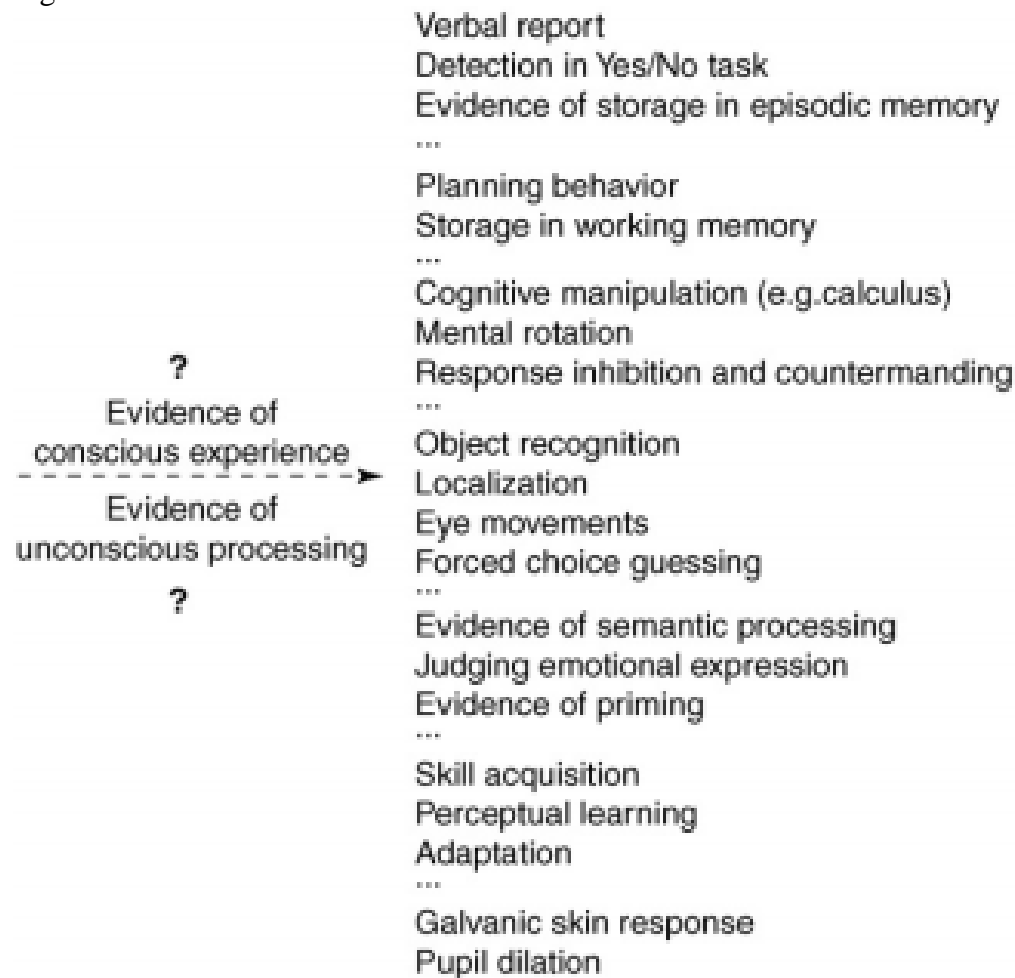 Verbal report
Detection in Yes/No task
Evidence of storage in episodic memory
...
Planning behavior
Storage in working memory
...
Cognitive manipulation (e.g.calculus)
Mental rotation
Response inhibition and countermanding
...
?
Evidence of
conscious experience
Evidence of
unconscious processing
?
Object recognition
Localization
Eye movements
Forced choice guessing
...
Evidence of semantic processing
Judging emotional expression
Evidence of priming
...
Skill acquisition
Perceptual learning
Adaptation
...
Galvanic skin response
Pupil dilation